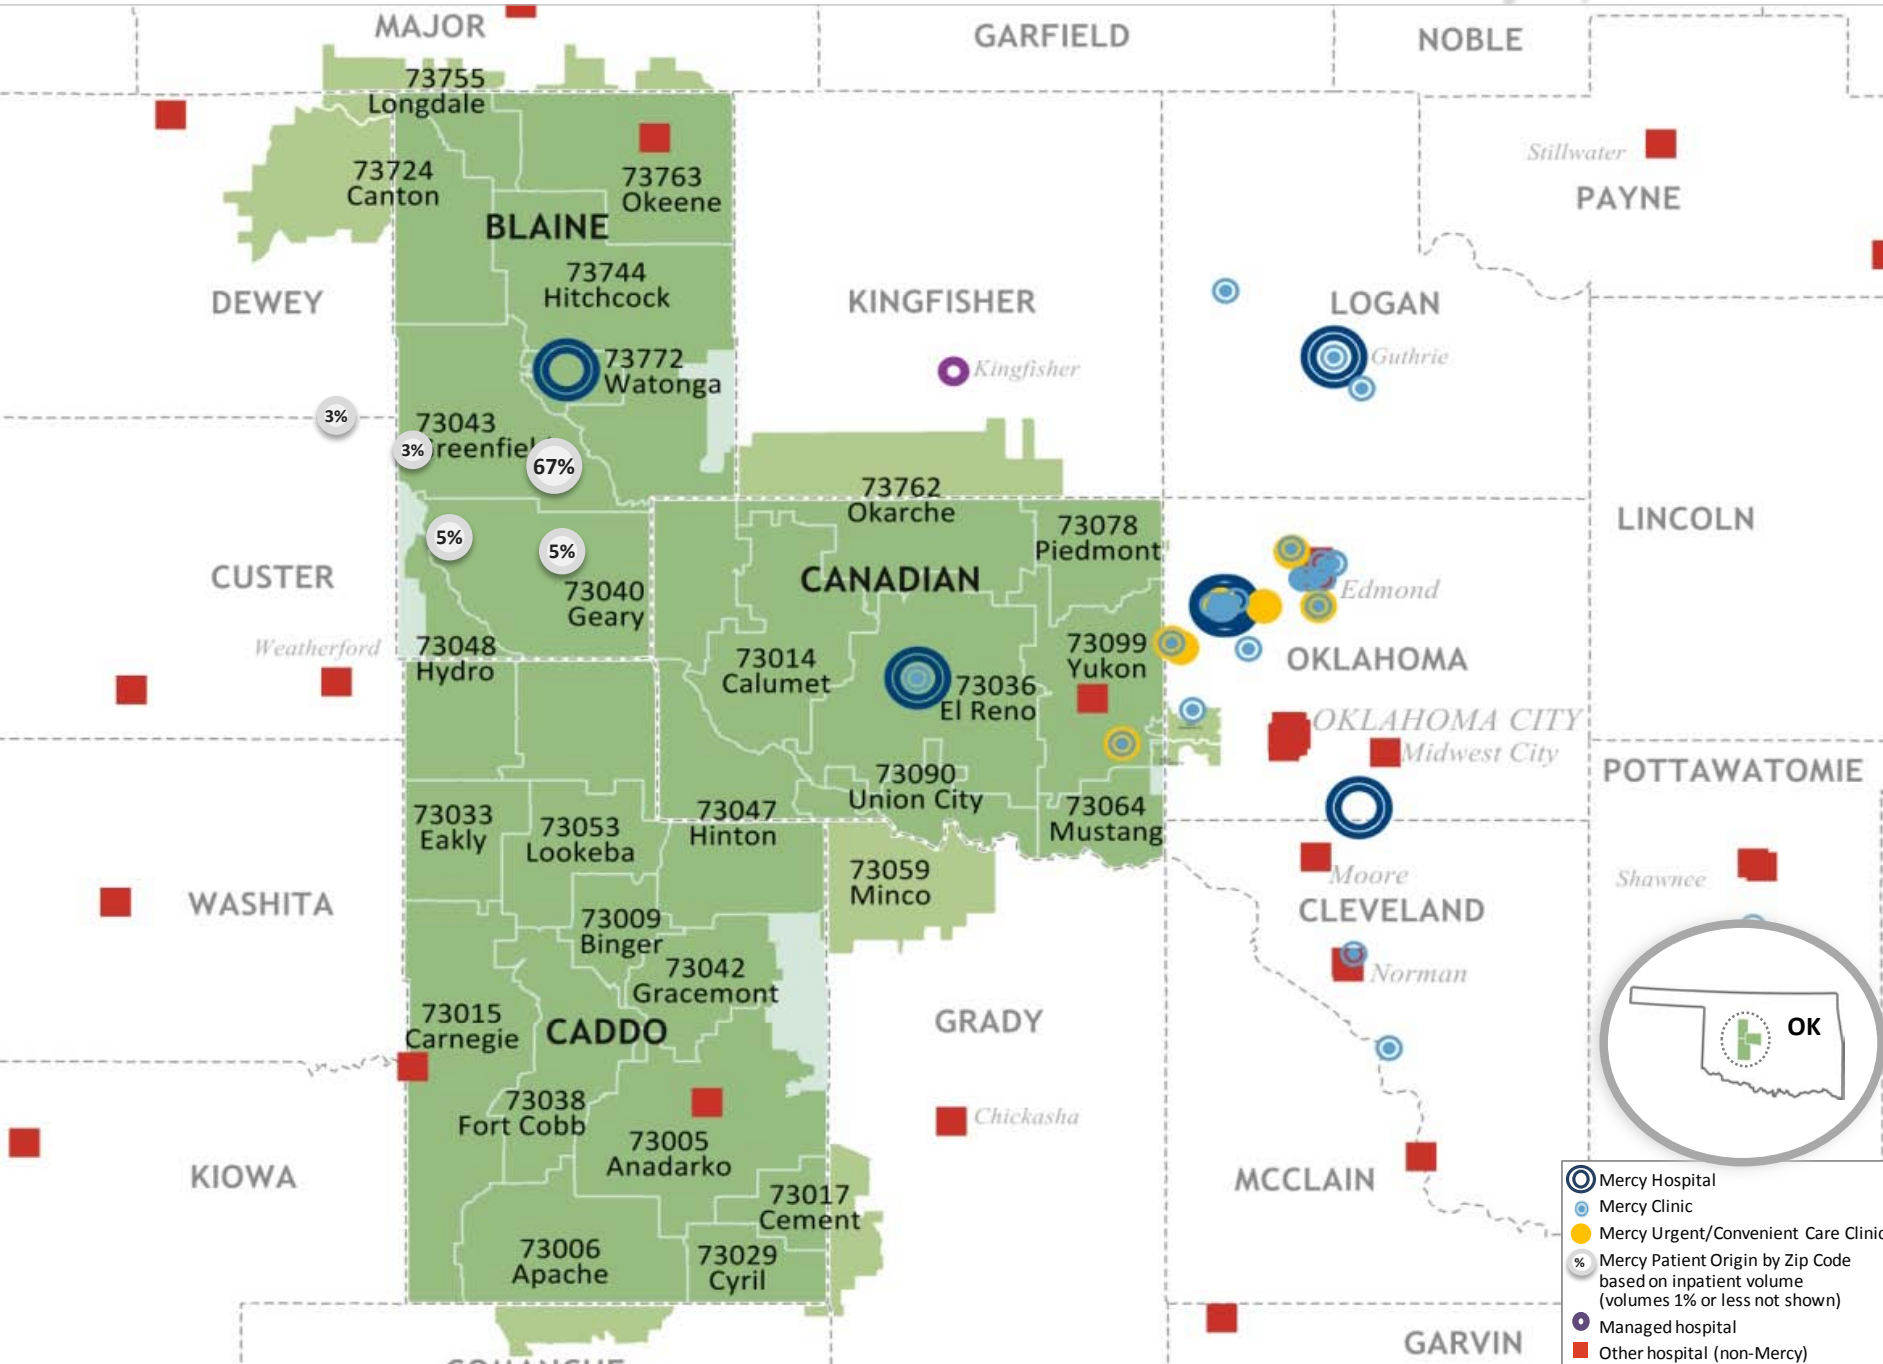 MAJOR
GARFIELD
NOBLE
73755
Longdale
73724
Canton
73763
Okeene
Stillwater
PAYNE
BLAINE
73744
Hitchcock
DEWEY
KINGFISHER
LOGAN
73772
Watonga
Kingfisher
Guthrie
3%
73043
3%
67%
73762
Okarche
73078
Piedmont
LINCOLN
5%
5%
CUSTER
73040
Geary
CANADIAN
Edmond
Weatherford
73048
Hydro
73014
Calumet
73099
Yukon
OKLAHOMA
73036
El Reno
OKLAHOMA CITY
Midwest City
73090
Union City
POTTAWATOMIE
73033
Eakly
73053
Lookeba
73047
Hinton
73064
Mustang
73059
Minco
Moore
Shawnee
WASHITA
73009
Binger
CLEVELAND
73042
Gracemont
Norman
73015
Carnegie
CADDO
GRADY
OK
73038
Fort Cobb
73005
Anadarko
Chickasha
KIOWA
MCCLAIN
73017
Cement
73006
Apache
73029
Cyril
GARVIN
Mercy Hospital
Mercy Clinic
Mercy Urgent/Convenient Care Clinic
% Mercy Patient Origin by Zip Code
based on inpatient volume
(volumes 1% or less not shown)
Managed hospital
Other hospital (non-Mercy)